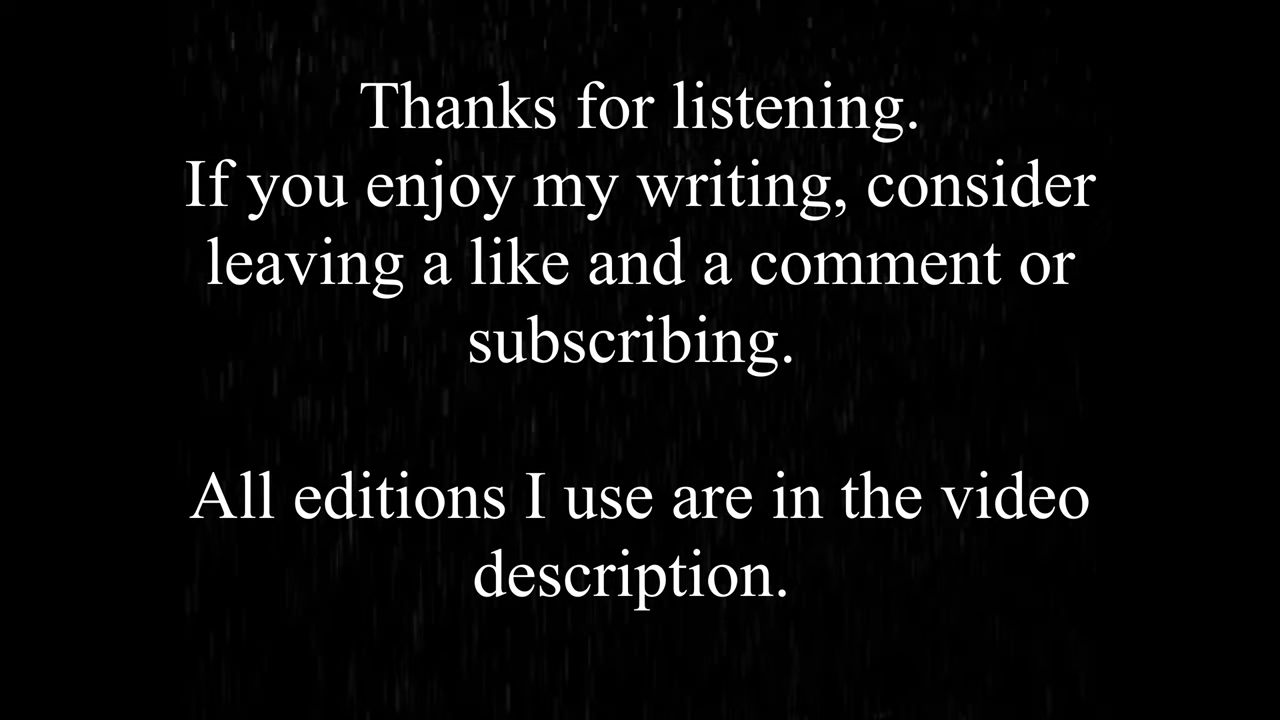 Thanks for listening.
If you enjoy my writing, consider
leaving a like and a comment or
subscribing.
All editions I use are in the video
description.